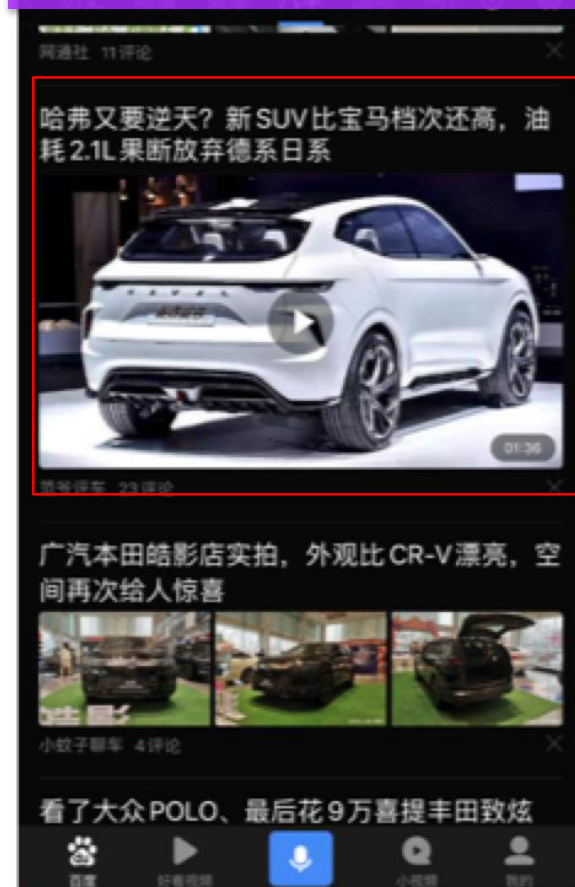 网通社 11评论
哈弗又要逆天？新SUV比宝马档次还高，油
耗2.1L果断放弃德系日系
HAVAL
01:36
范爷评车 23评论
广汽本田皓影店实拍，外观比CR-V漂亮，空
间再次给人惊喜
皓影
小蚊子聊车 4评论
看了大众POLO、最后花9万喜提丰田致炫
百度
好看视频
小视频
我的